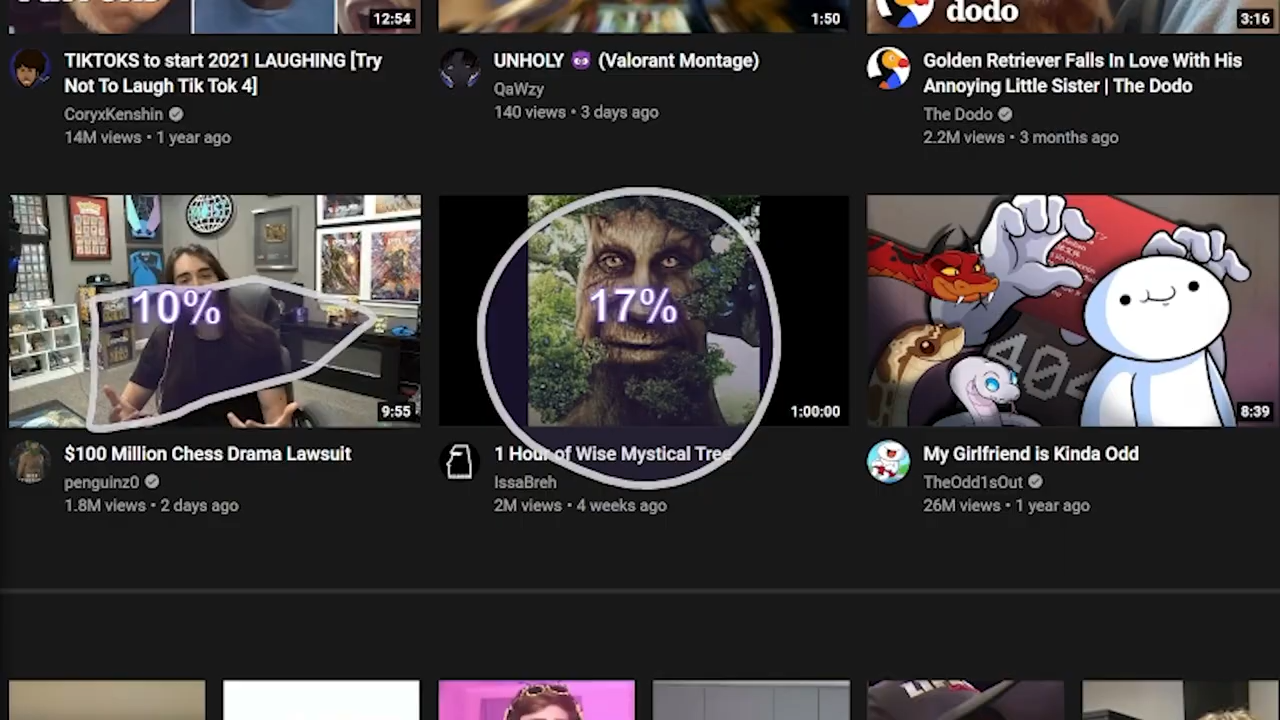 12:54
1:50
dodo
3:16
TIKTOKS to start 2021 LAUGHING [Try
Not To Laugh Tik Tok 4]
CoryxKenshin
14M views • 1 year ago
UNHOLY 😈 (Valorant Montage)
QaWzy
140 views • 3 days ago
Golden Retriever Falls In Love With His
Annoying Little Sister | The Dodo
The Dodo
2.2M views • 3 months ago
10%
9:55
17%
1:00:00
404
8:39
$100 Million Chess Drama Lawsuit
penguinz0
1.8M views • 2 days ago
1 Hour of Wise Mystical Tree
IssaBreh
2M views • 4 weeks ago
My Girlfriend is Kinda Odd
TheOdd1sOut
26M views • 1 year ago